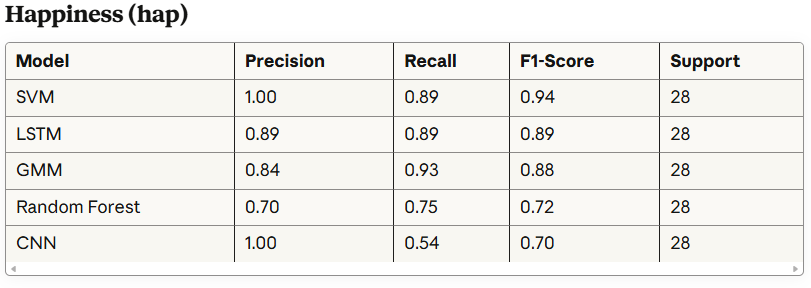 Happiness (hap)
Model Precision Recall F1-Score Support
SVM 1.00 0.89 0.94 28
LSTM 0.89 0.89 0.89 28
GMM 0.84 0.93 0.88 28
Random Forest 0.70 0.75 0.72 28
CNN 1.00 0.54 0.70 28